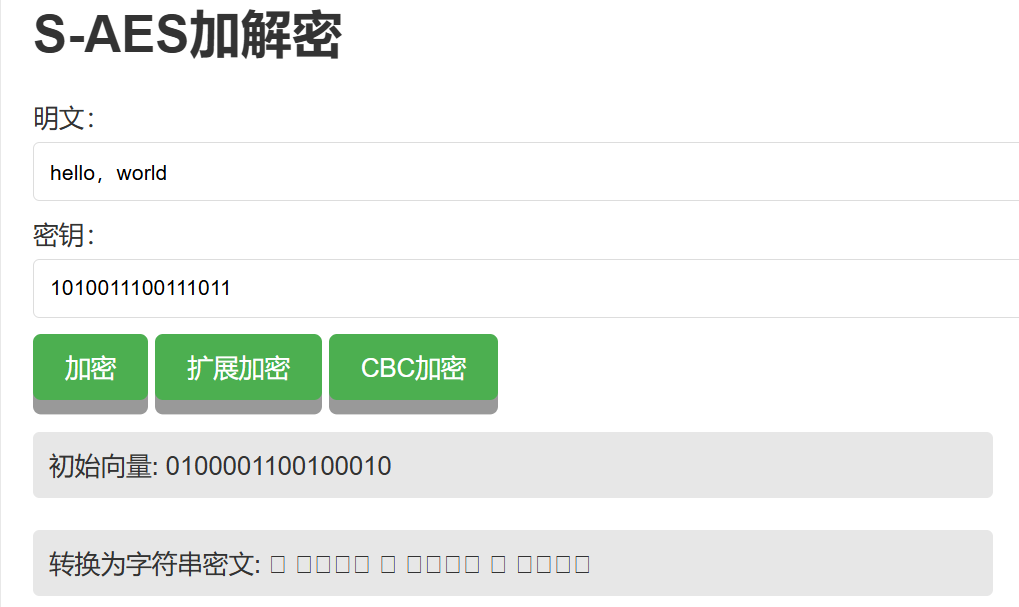 S-AES加解密
明文：
hello，world
密钥：
1010011100111011
加密 扩展加密 CBC加密
初始向量: 0100001100100010
转换为字符串密文: □ □□□□ □ □□□□ □ □□□□